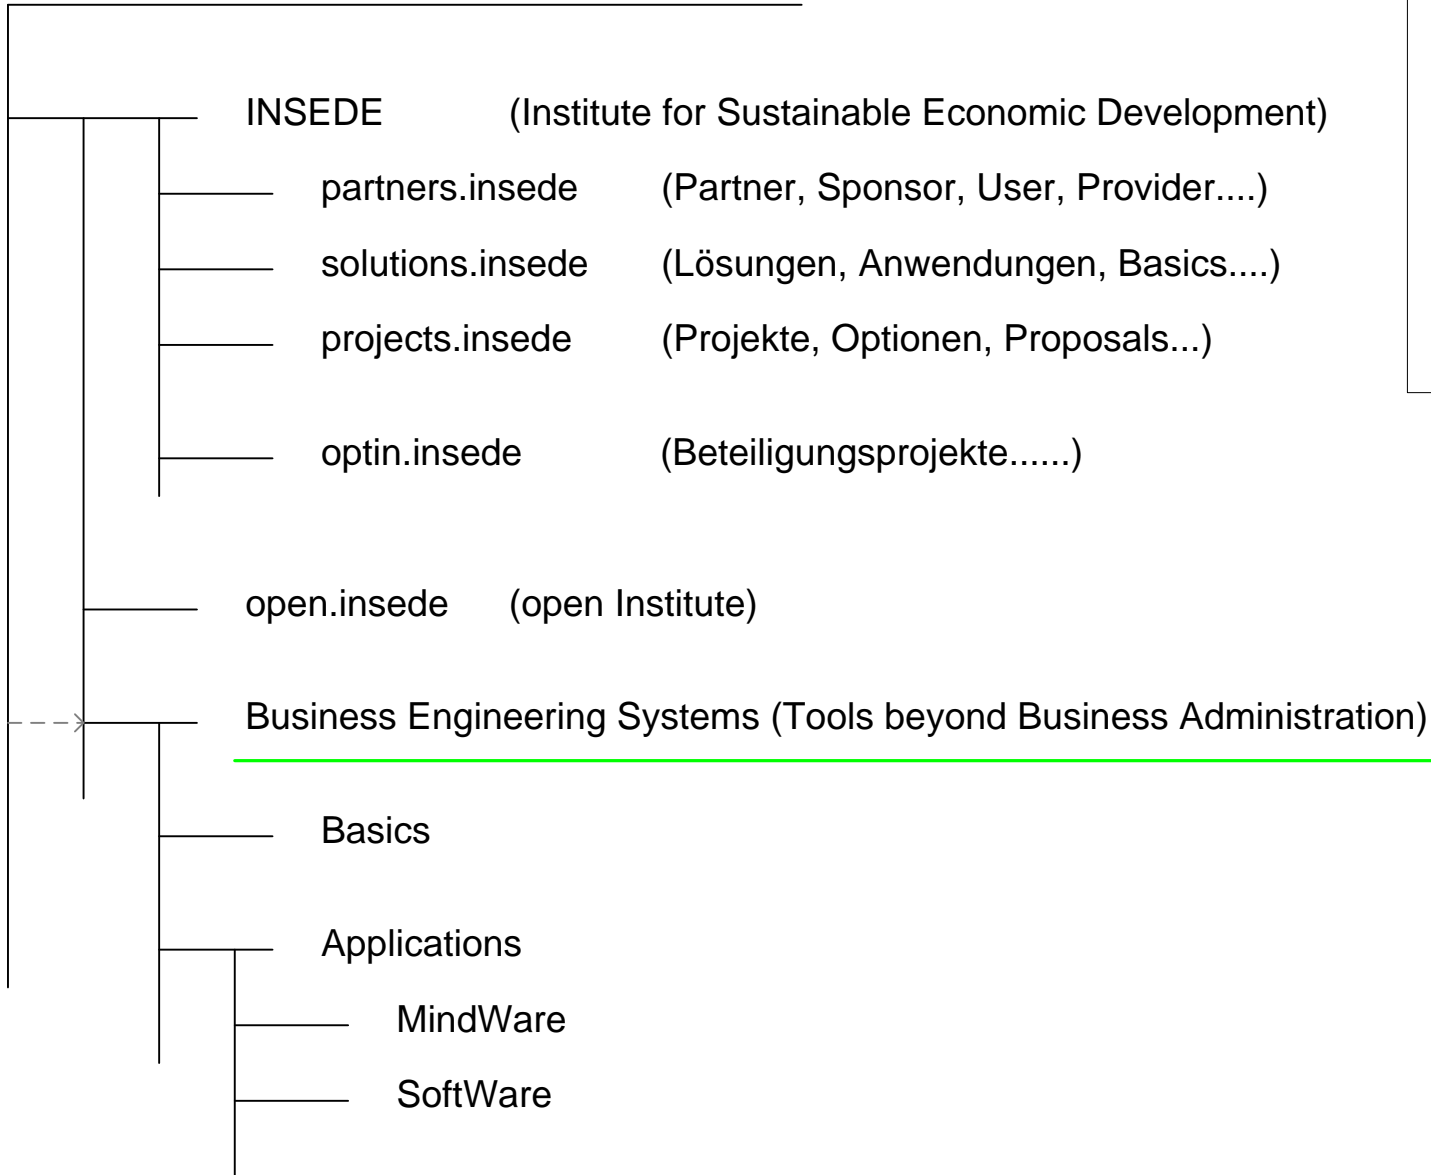 INSEDE (Institute for Sustainable Economic Development)
partners.insede (Partner, Sponsor, User, Provider....)
solutions.insede (Lösungen, Anwendungen, Basics....)
projects.insede (Projekte, Optionen, Proposals...)
optin.insede (Beteiligungsprojekte......)
open.insede (open Institute)
Business Engineering Systems (Tools beyond Business Administration)
Basics
Applications
MindWare
SoftWare